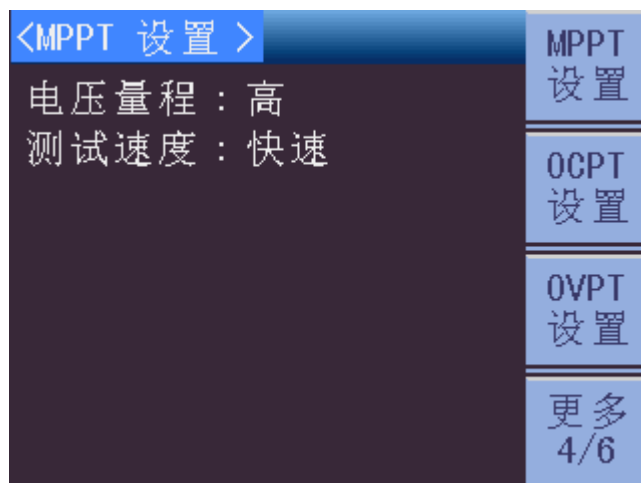 <MPPT 设置 >
电压量程：高
测试速度：快速
MPPT
设置
OCPT
设置
OVPT
设置
更多
4/6